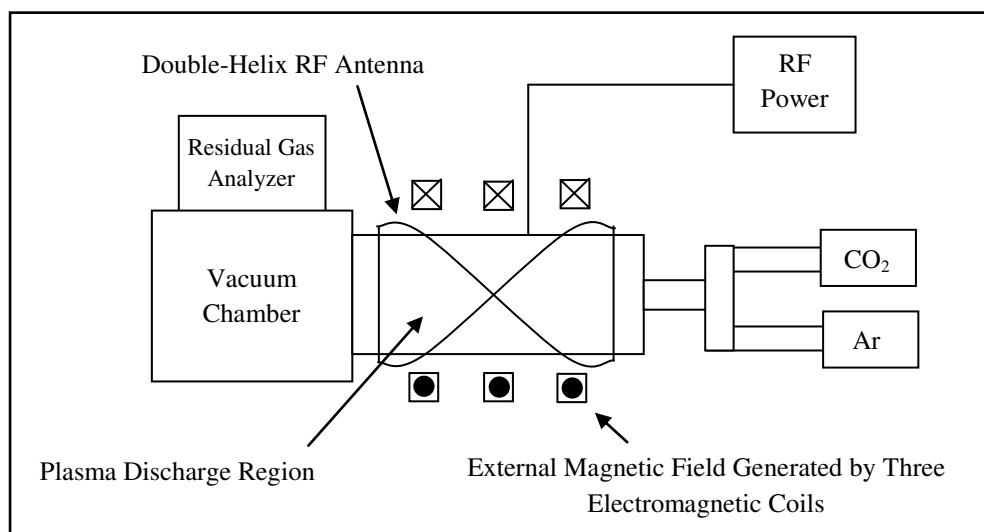 Double-Helix RF Antenna
RF
Power
Residual Gas
Analyzer
Vacuum
Chamber
CO₂
Ar
Plasma Discharge Region
External Magnetic Field Generated by Three
Electromagnetic Coils